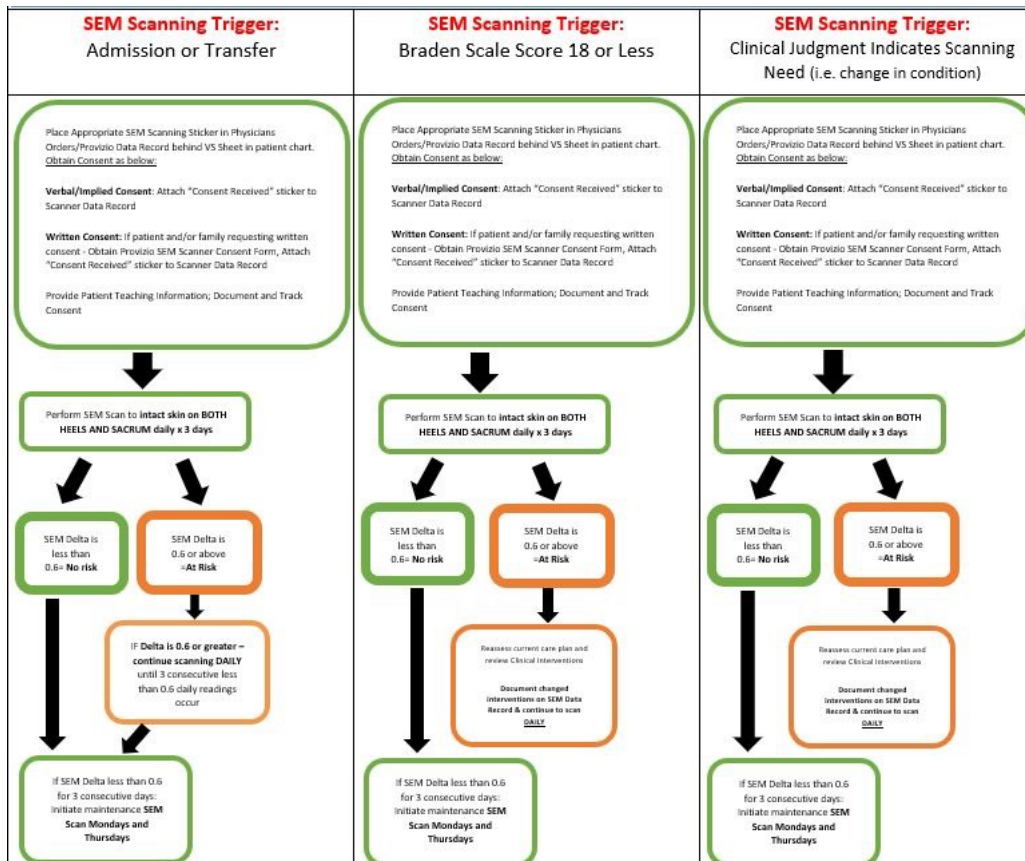 SEM Scanning Trigger:
Admission or Transfer
Place Appropriate SEM Scanning Sticker in Physicians
Orders/Provizio Data Record behind VS Sheet in patient chart.
Obtain Consent as below:
Verbal/Implied Consent: Attach “Consent Received” sticker to
Scanner Data Record
Written Consent: If patient and/or family requesting written
consent - Obtain Provizio SEM Scanner Consent Form, Attach
“Consent Received” sticker to Scanner Data Record
Provide Patient Teaching Information; Document and Track
Consent
Perform SEM Scan to intact skin on BOTH
HEELS AND SACRUM daily x 3 days
SEM Delta is
less than
0.6= No risk
SEM Delta is
0.6 or above
=At Risk
IF Delta is 0.6 or greater –
continue scanning DAILY
until 3 consecutive less
than 0.6 daily readings
occur
If SEM Delta less than 0.6
for 3 consecutive days:
Initiate maintenance SEM
Scan Mondays and
Thursdays
SEM Scanning Trigger:
Braden Scale Score 18 or Less
Place Appropriate SEM Scanning Sticker in Physicians
Orders/Provizio Data Record behind VS Sheet in patient chart.
Obtain Consent as below:
Verbal/Implied Consent: Attach “Consent Received” sticker to
Scanner Data Record
Written Consent: If patient and/or family requesting written
consent - Obtain Provizio SEM Scanner Consent Form, Attach
“Consent Received” sticker to Scanner Data Record
Provide Patient Teaching Information; Document and Track
Consent
Perform SEM Scan to intact skin on BOTH
HEELS AND SACRUM daily x 3 days
SEM Delta is
less than
0.6= No risk
SEM Delta is
0.6 or above
=At Risk
Reassess current care plan and
review Clinical Interventions
Document changed
interventions on SEM Data
Record & continue to scan
DAILY
If SEM Delta less than 0.6
for 3 consecutive days:
Initiate maintenance SEM
Scan Mondays and
Thursdays
SEM Scanning Trigger:
Clinical Judgment Indicates Scanning
Need (i.e. change in condition)
Place Appropriate SEM Scanning Sticker in Physicians
Orders/Provizio Data Record behind VS Sheet in patient chart.
Obtain Consent as below:
Verbal/Implied Consent: Attach “Consent Received” sticker to
Scanner Data Record
Written Consent: If patient and/or family requesting written
consent - Obtain Provizio SEM Scanner Consent Form, Attach
“Consent Received” sticker to Scanner Data Record
Provide Patient Teaching Information; Document and Track
Consent
Perform SEM Scan to intact skin on BOTH
HEELS AND SACRUM daily x 3 days
SEM Delta is
less than
0.6= No risk
SEM Delta is
0.6 or above
=At Risk
Reassess current care plan and
review Clinical Interventions
Document changed
interventions on SEM Data
Record & continue to scan
DAILY
If SEM Delta less than 0.6
for 3 consecutive days:
Initiate maintenance SEM
Scan Mondays and
Thursdays